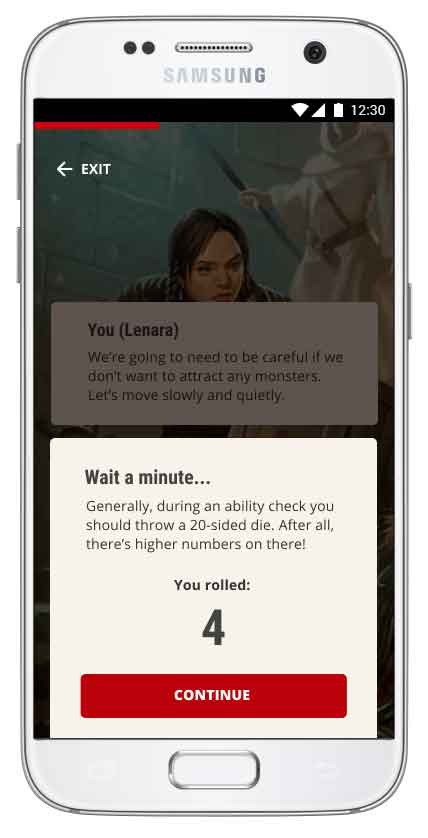 SAMSUNG
12:30
EXIT
You (Lenara)
We're going to need to be careful if we
don't want to attract any monsters.
Let's move slowly and quietly.
Wait a minute...
Generally, during an ability check you
should throw a 20-sided die. After all,
there's higher numbers on there!
You rolled:
4
CONTINUE